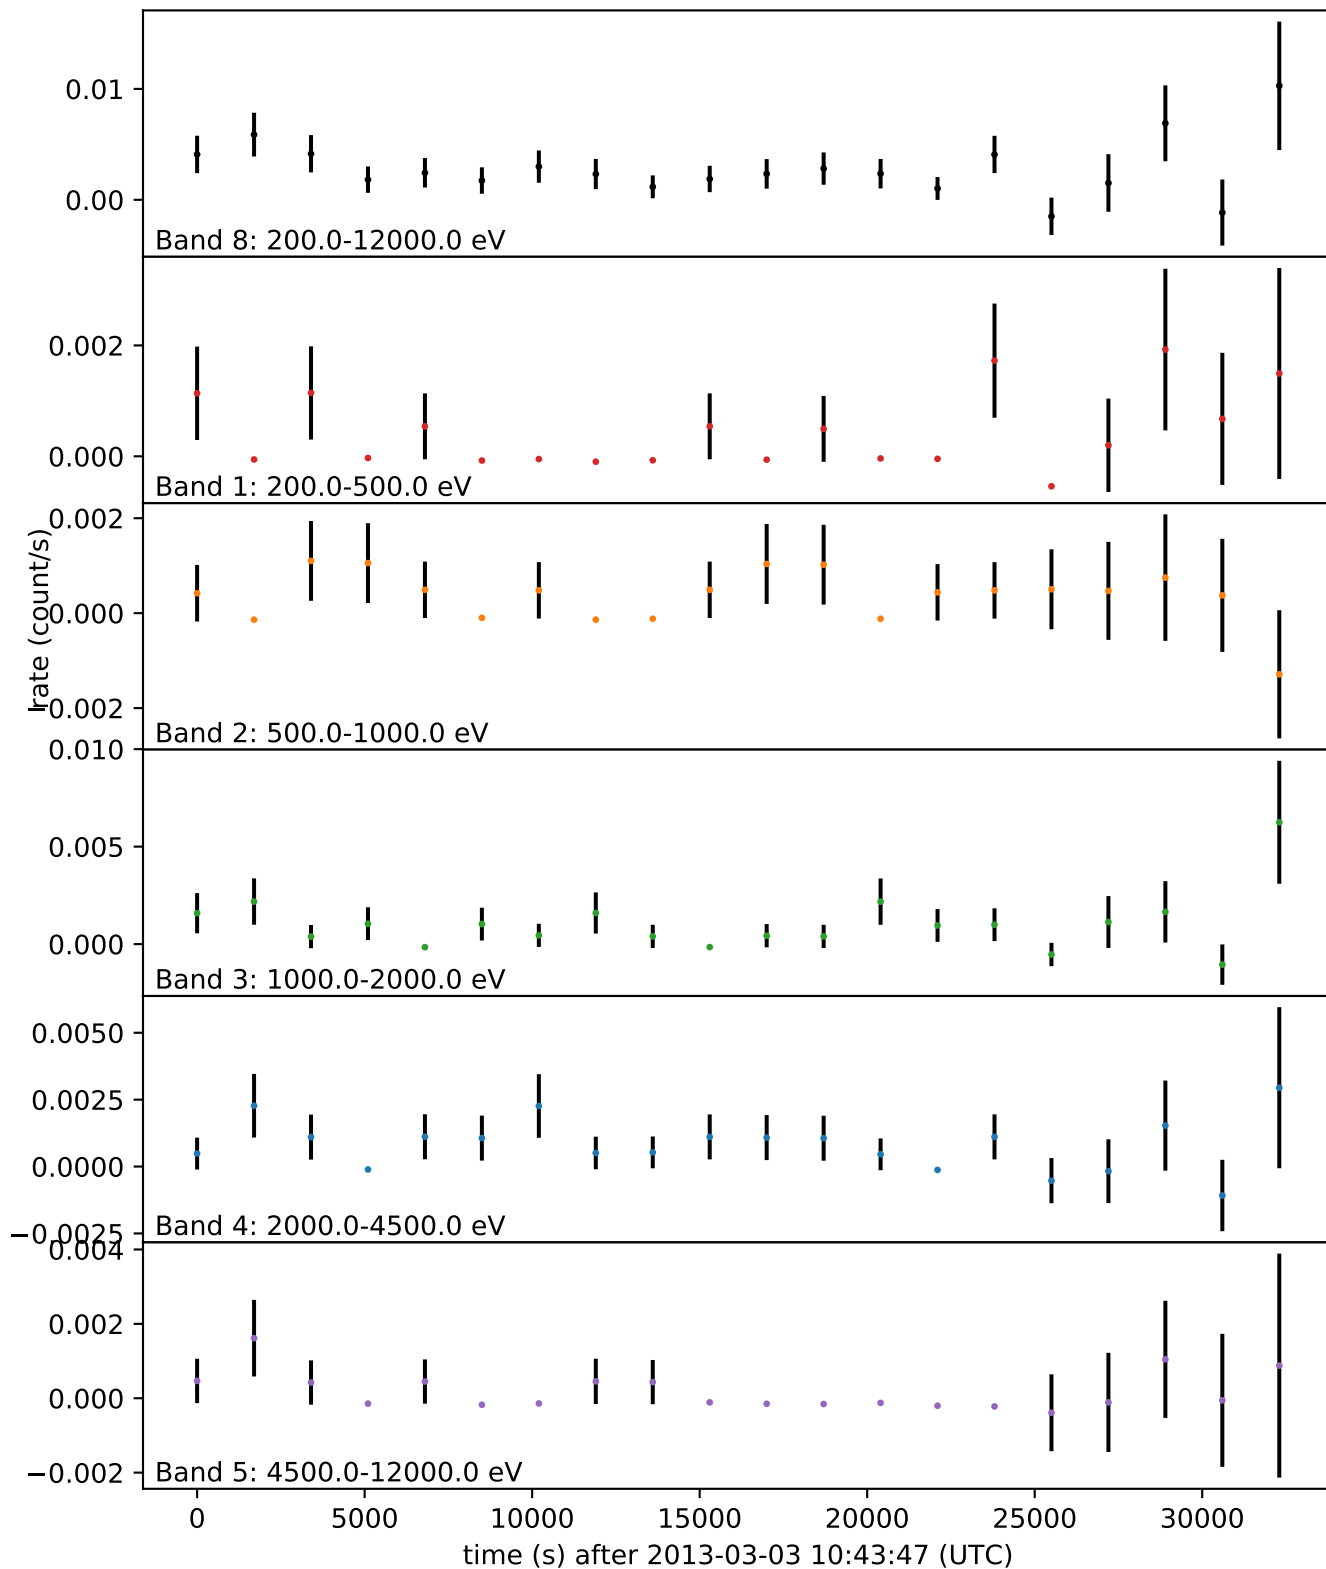 0.01
0.00
Band 8: 200.0-12000.0 eV
0.002
0.000
Band 1: 200.0-500.0 eV
rate (count/s)
0.002
0.000
−0.002
Band 2: 500.0-1000.0 eV
0.010
0.005
0.000
Band 3: 1000.0-2000.0 eV
0.0050
0.0025
0.0000
−0.0025
Band 4: 2000.0-4500.0 eV
0.004
0.002
0.000
−0.002
Band 5: 4500.0-12000.0 eV
0 5000 10000 15000 20000 25000 30000
time (s) after 2013-03-03 10:43:47 (UTC)